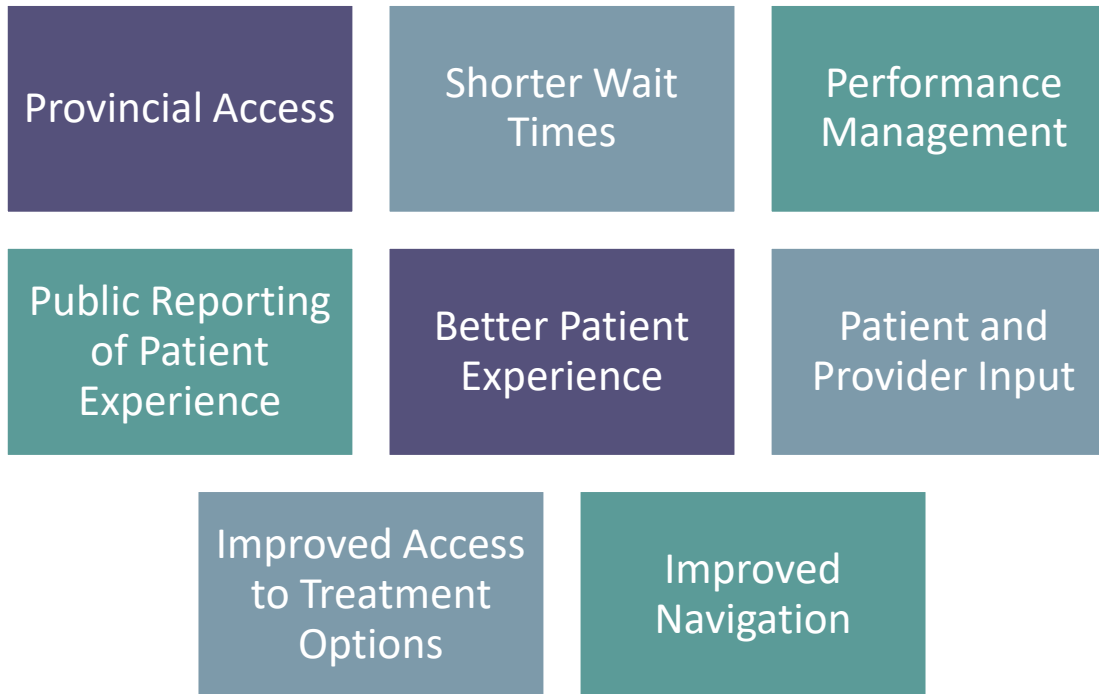 Provincial Access
Shorter Wait
Times
Performance
Management
Public Reporting
of Patient
Experience
Better Patient
Experience
Patient and
Provider Input
Improved Access
to Treatment
Options
Improved
Navigation